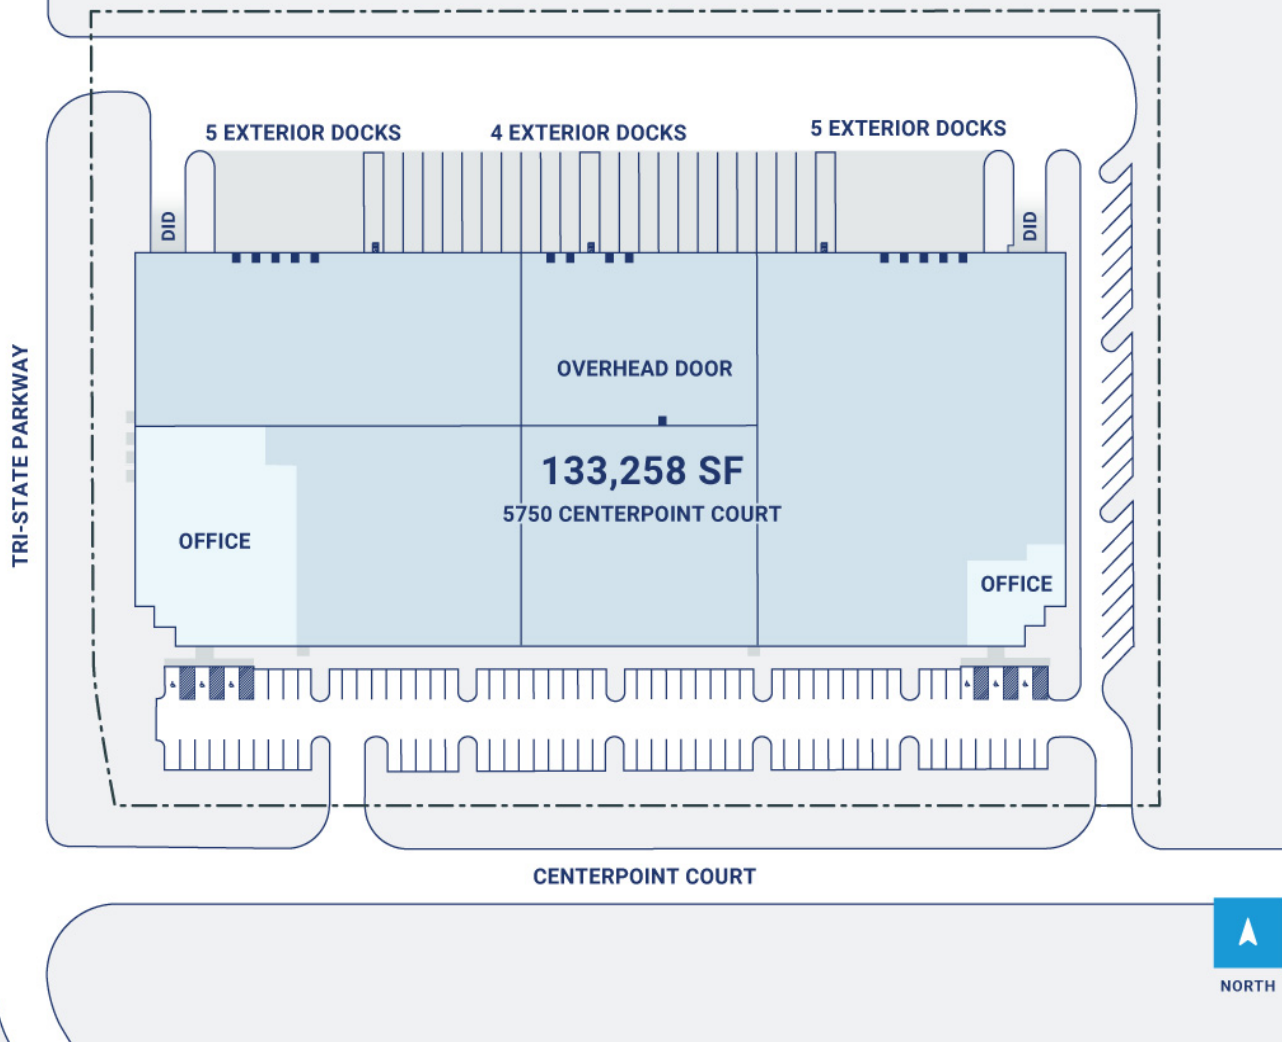 5 EXTERIOR DOCKS
4 EXTERIOR DOCKS
5 EXTERIOR DOCKS
DID
DID
OVERHEAD DOOR
TRI-STATE PARKWAY
133,258 SF
5750 CENTERPOINT COURT
OFFICE
OFFICE
CENTERPOINT COURT
NORTH